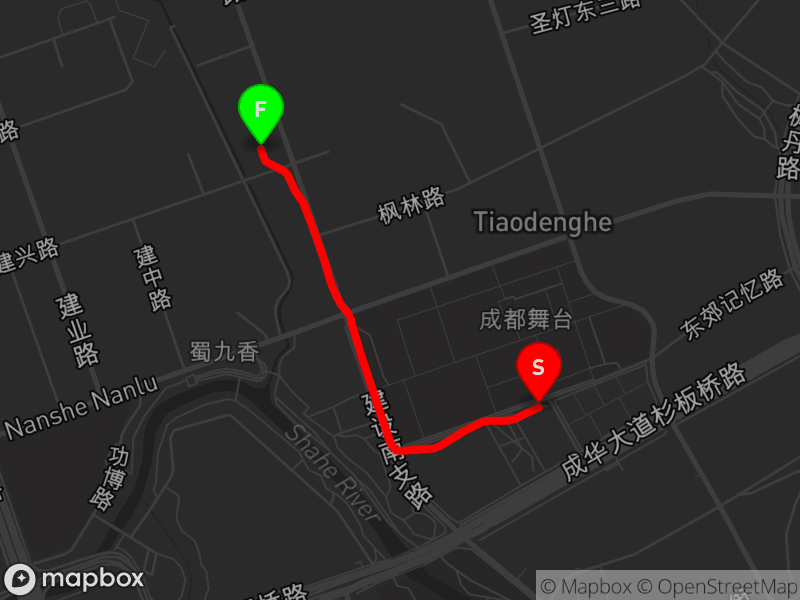 圣灯东三路
F
枫林路
Tiaodenghe
建兴路
建中路
建业路
成都舞台
东郊记忆路
蜀九香
S
Nanshe Nanlu
建设南支路
成华大道杉板桥路
Shahe River
功博路
mapbox
© Mapbox © OpenStreetMap